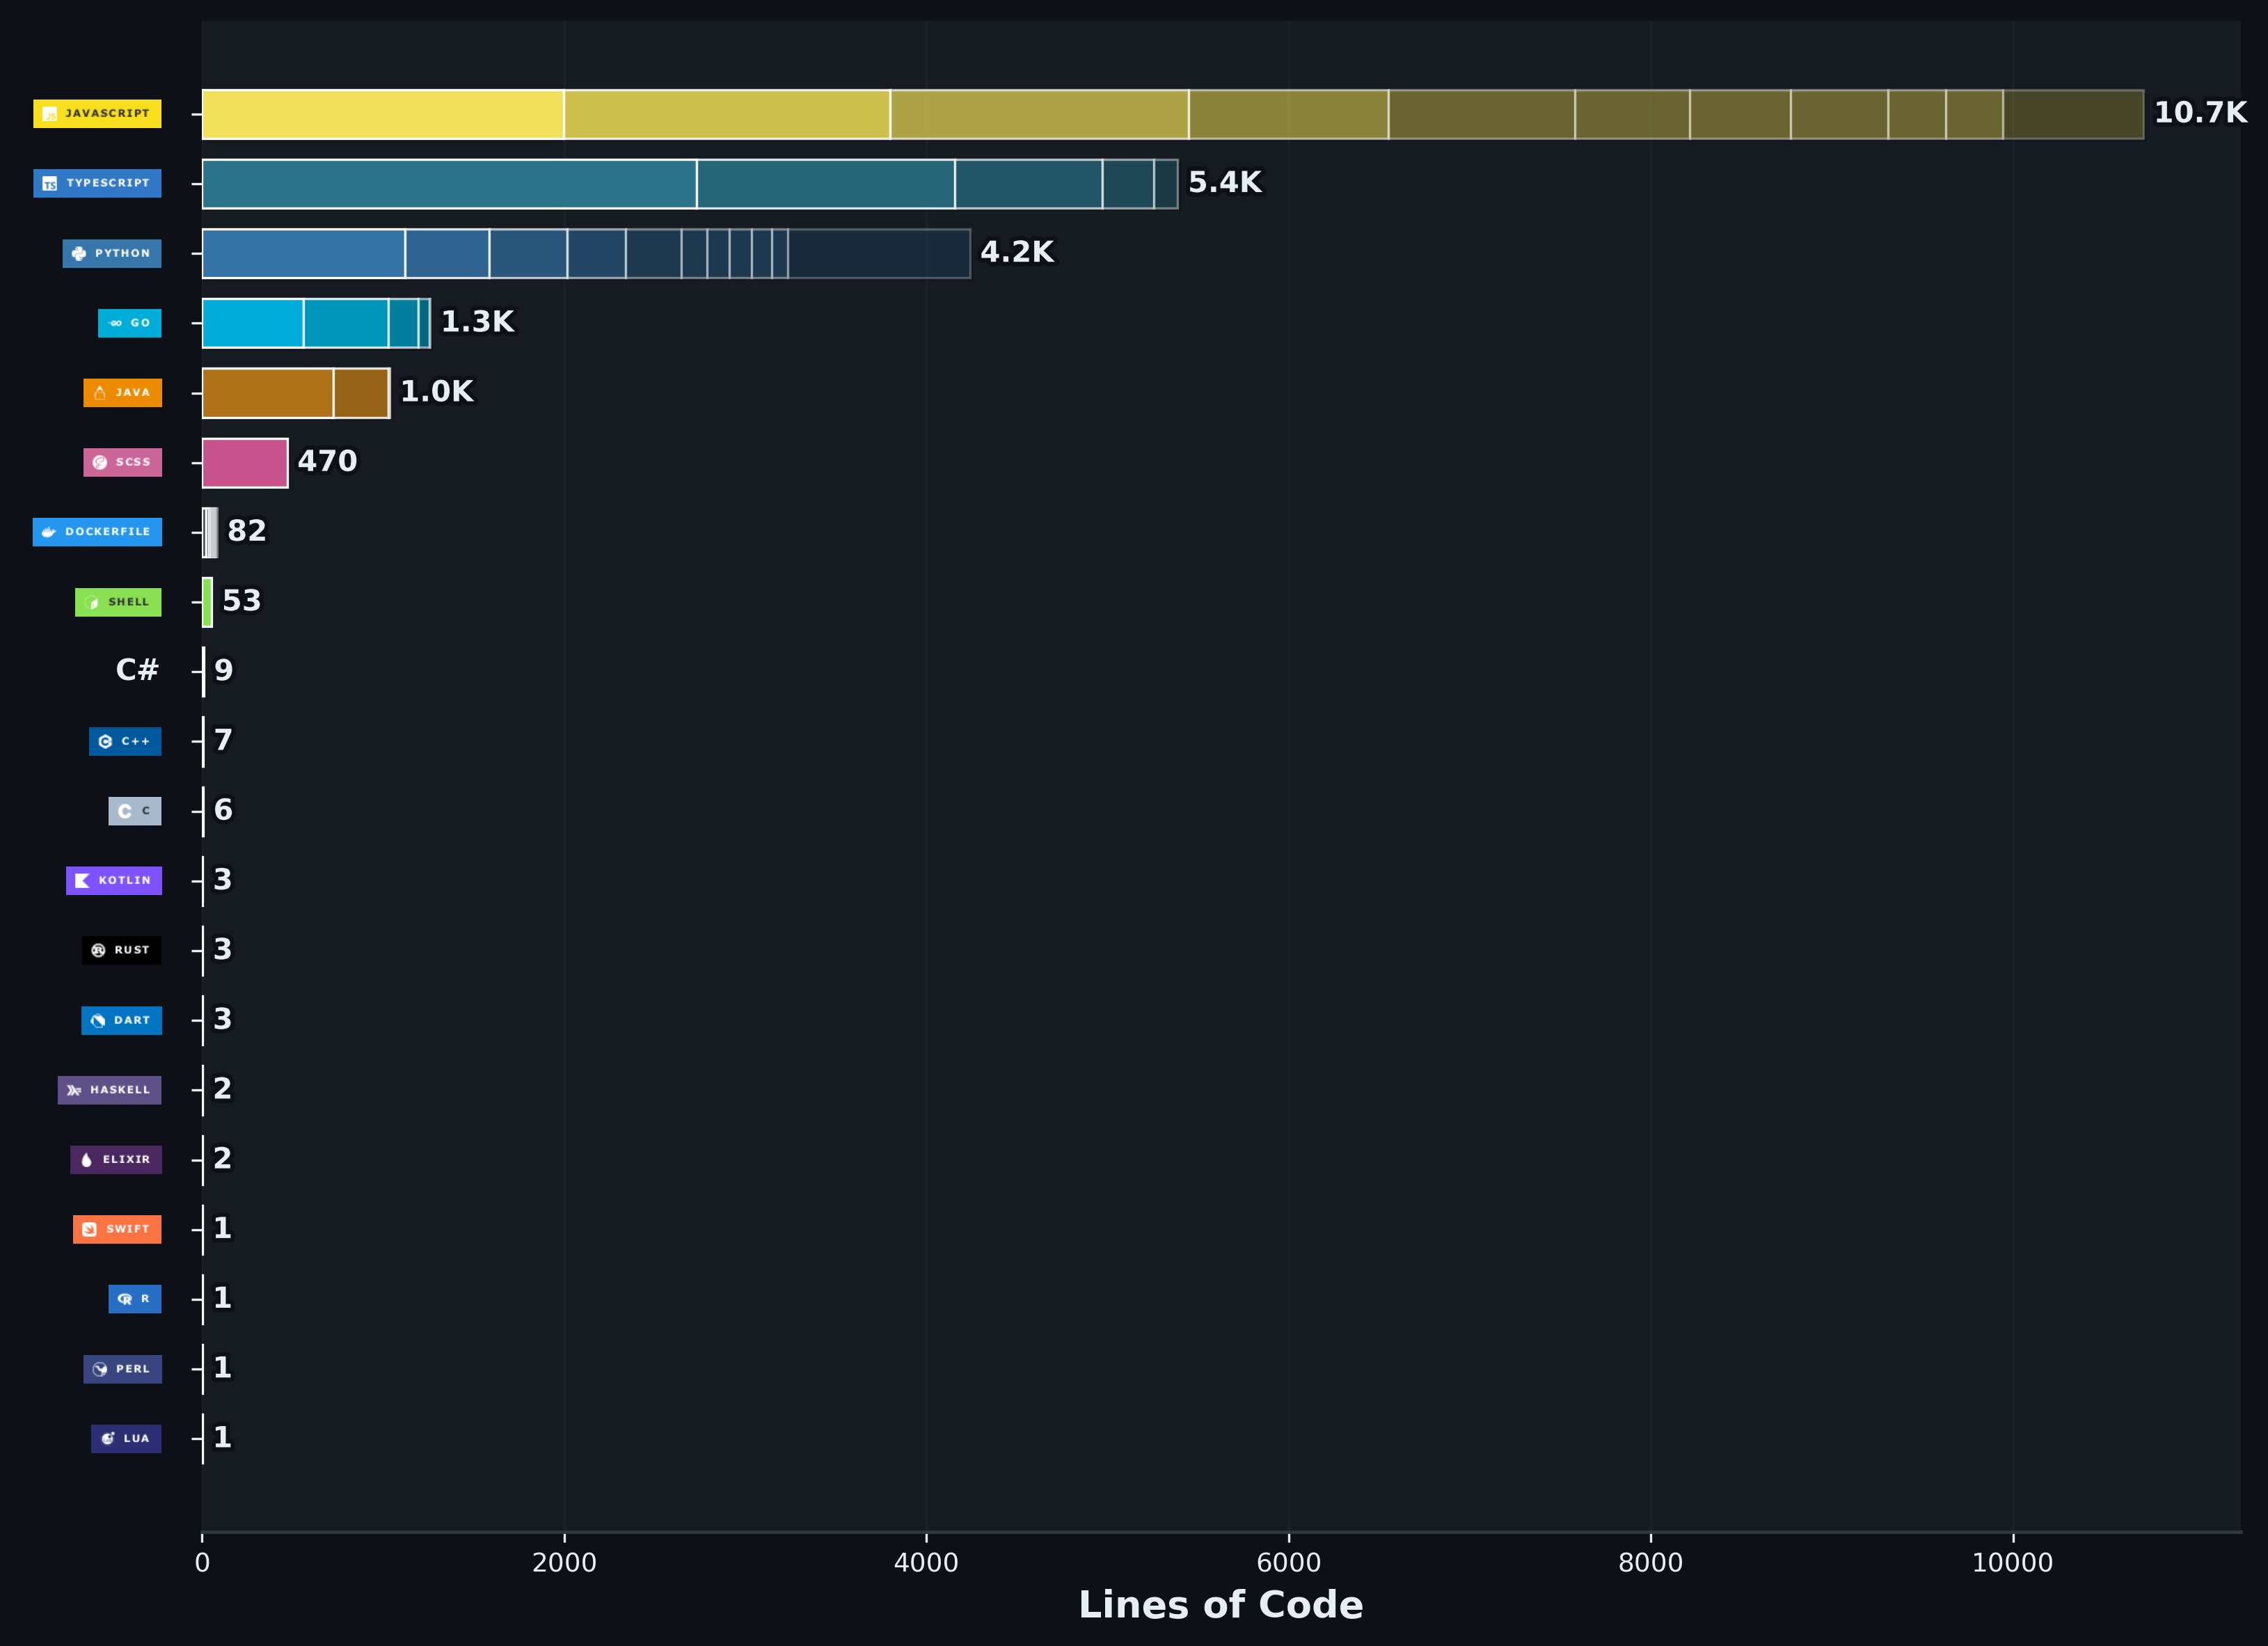 JAVASCRIPT 10.7K
TYPESCRIPT 5.4K
PYTHON 4.2K
GO 1.3K
JAVA 1.0K
SCSS 470
DOCKERFILE 82
SHELL 53
C# 9
C++ 7
C 6
KOTLIN 3
RUST 3
DART 3
HASKELL 2
ELIXIR 2
SWIFT 1
R 1
PERL 1
LUA 1
0 2000 4000 6000 8000 10000
Lines of Code